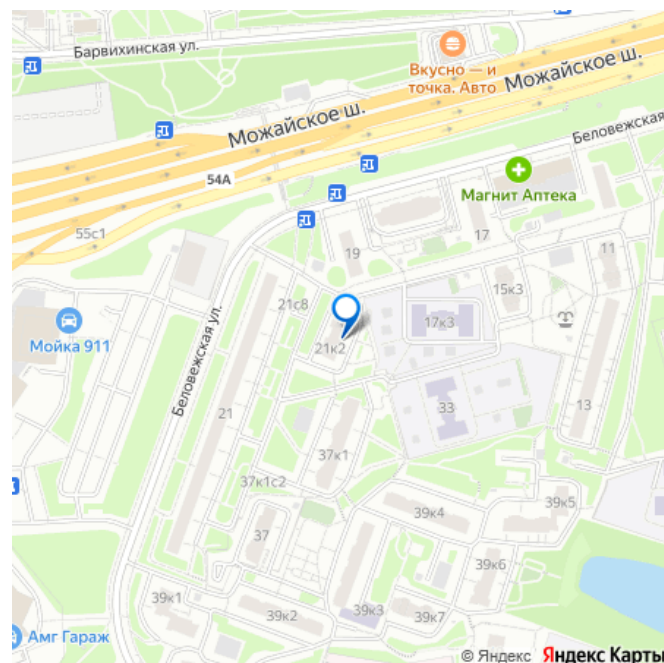 Барвихинская ул.
Вкусно — и
точка. Авто
Можайское ш.
Можайское ш.
Беловежская
54А
Магнит Аптека
55с1
19
17
11
21с8
15к3
Мойка 911
17к3
21к2
Беловежская ул.
21
33
13
37к1
37к1с2
39к4
39к5
37
39к6
39к1
39к2
39к3
39к7
Амг Гараж
© Яндекс Яндекс Карты